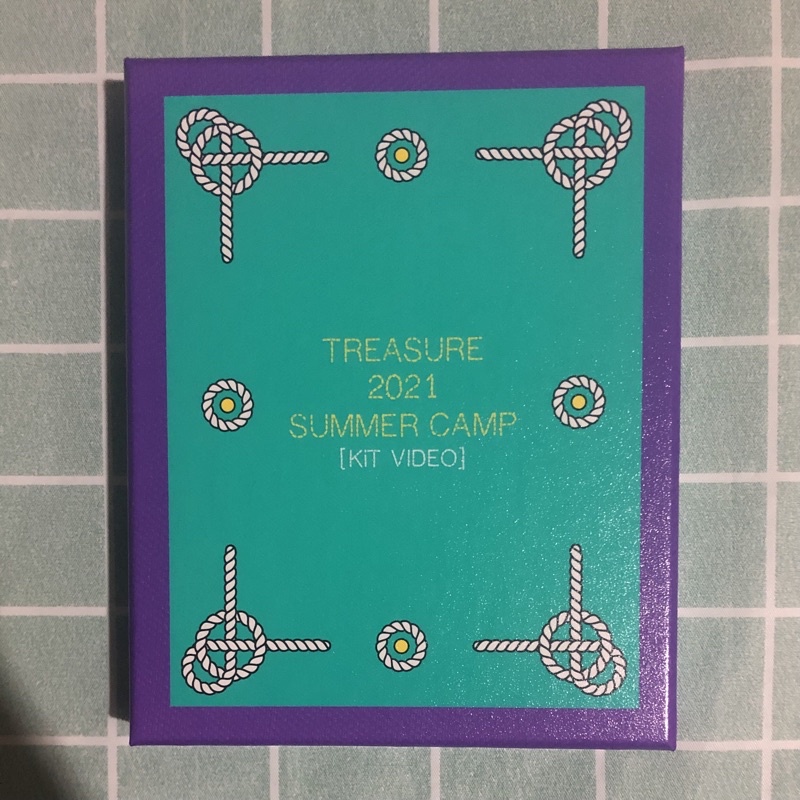 TREASURE
2021
SUMMER CAMP
[KiT VIDEO]